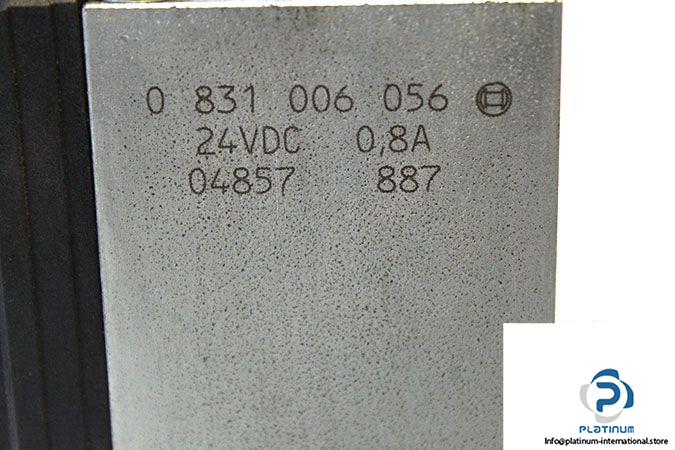 0 831 006 056
24VDC 0,8A
04857 887
PLATINUM
Info@platinum-international.store